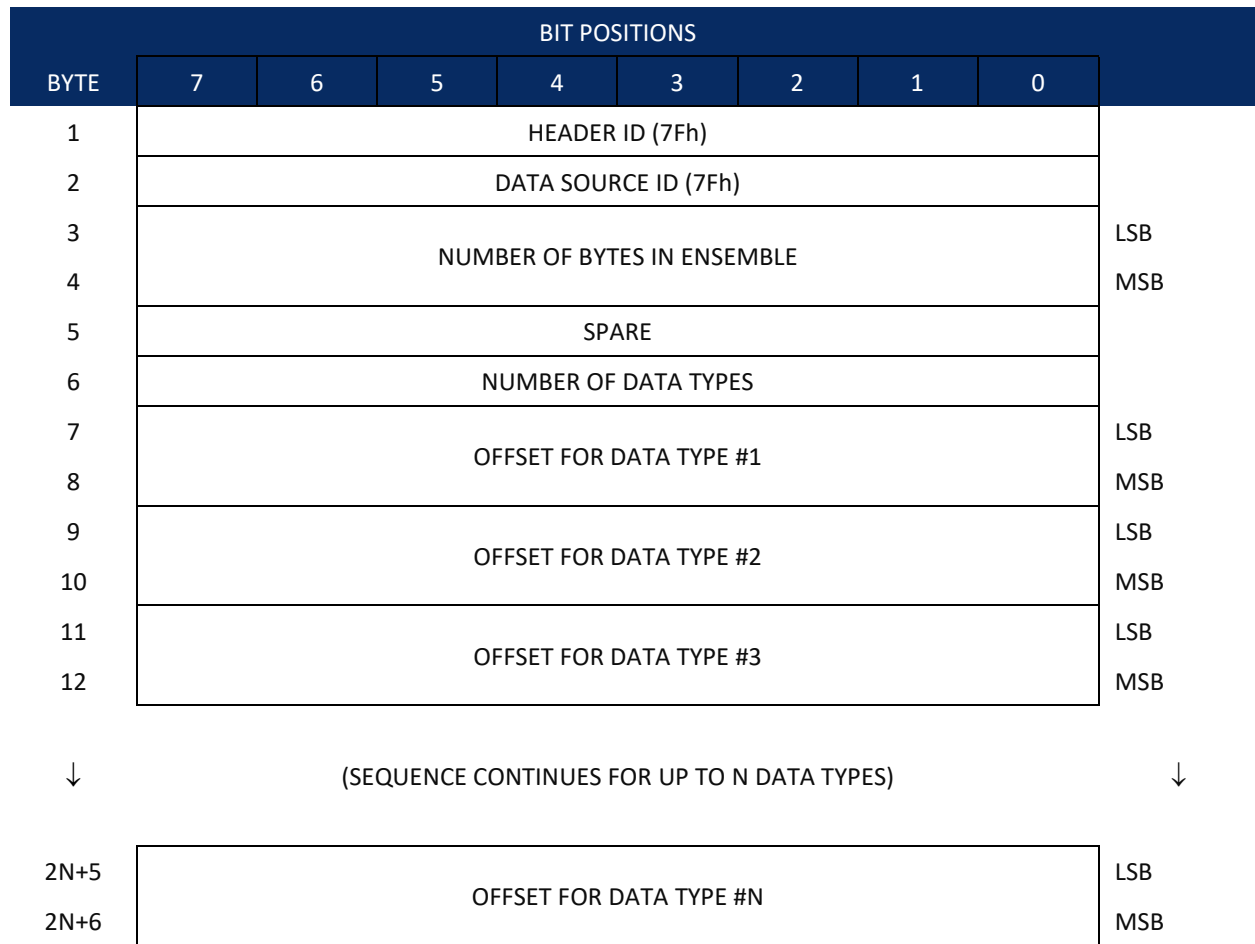 BIT POSITIONS
BYTE 7 6 5 4 3 2 1 0
1 HEADER ID (7Fh)
2 DATA SOURCE ID (7Fh)
3 LSB
NUMBER OF BYTES IN ENSEMBLE
4 MSB
5 SPARE
6 NUMBER OF DATA TYPES
7 LSB
OFFSET FOR DATA TYPE #1
8 MSB
9 LSB
OFFSET FOR DATA TYPE #2
10 MSB
11 LSB
OFFSET FOR DATA TYPE #3
12 MSB
↓ (SEQUENCE CONTINUES FOR UP TO N DATA TYPES) ↓
2N+5 LSB
OFFSET FOR DATA TYPE #N
2N+6 MSB